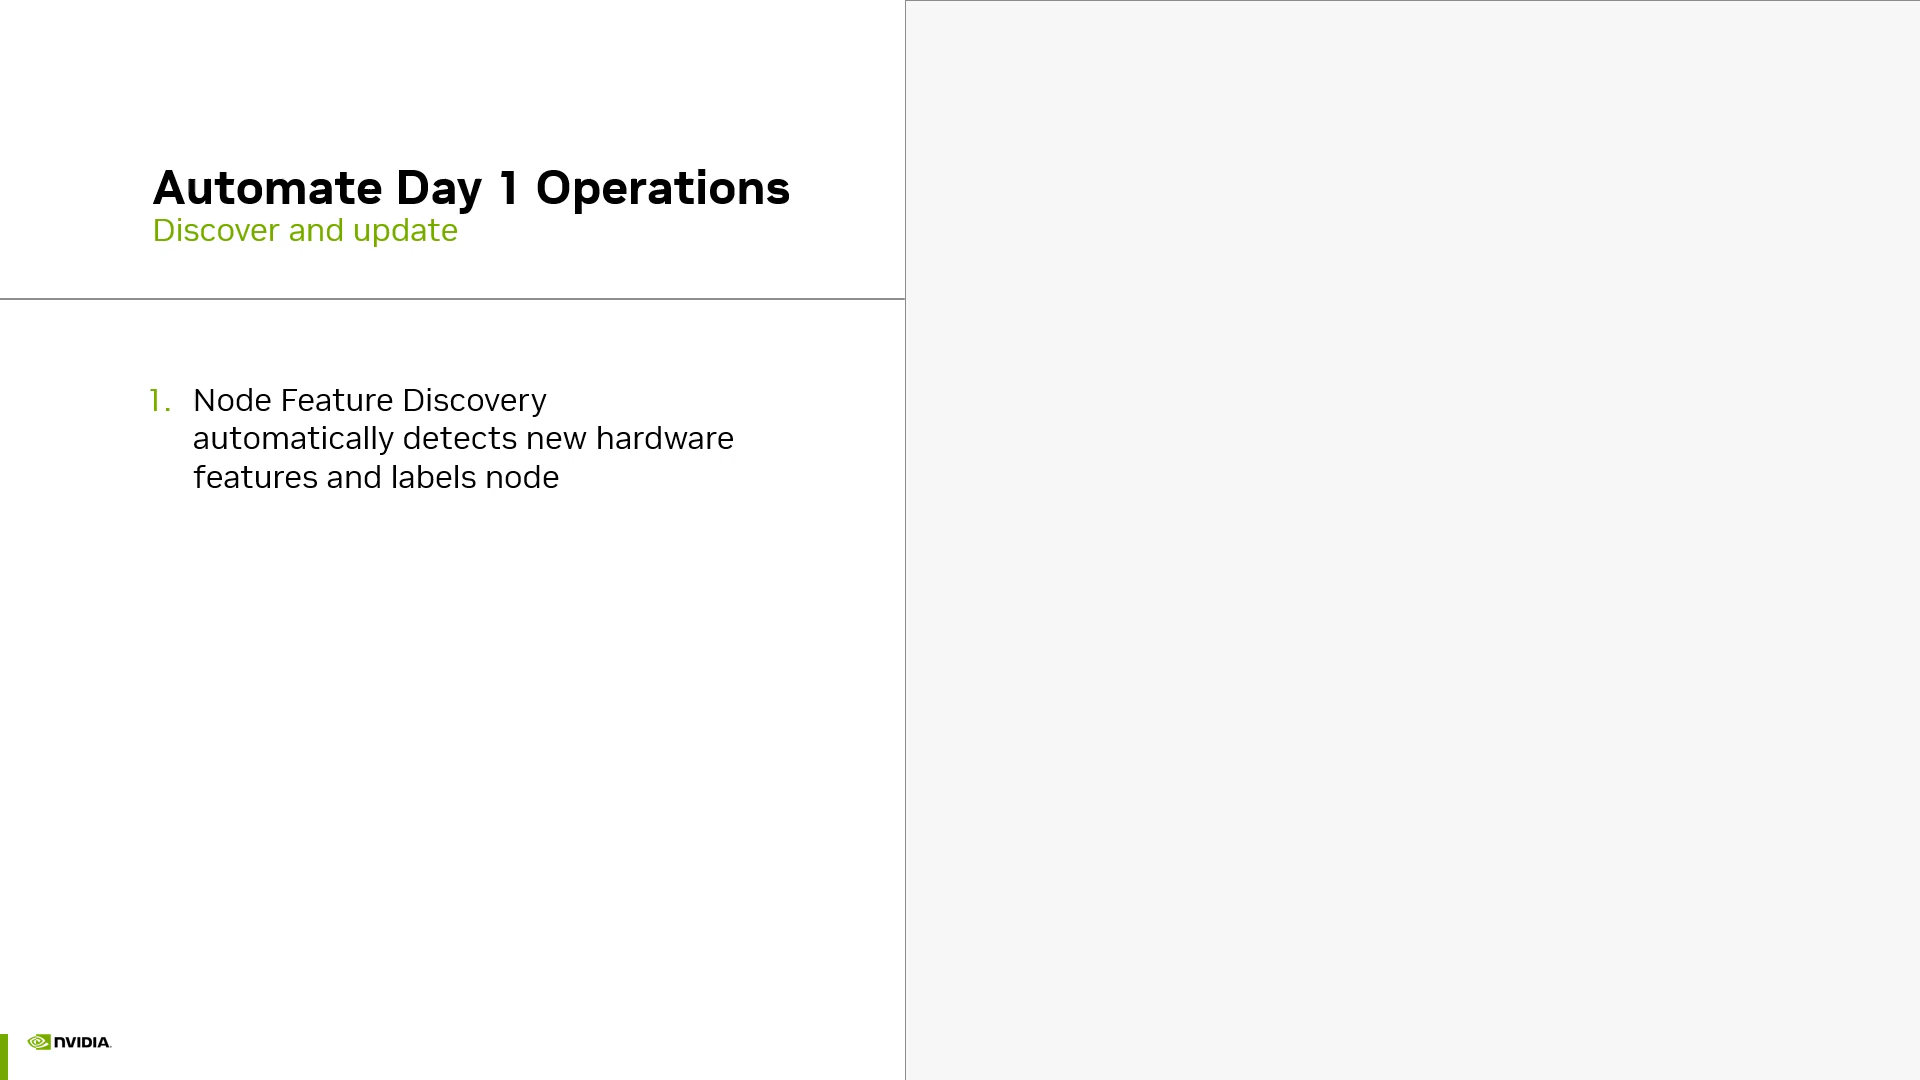 Automate Day 1 Operations
Discover and update
1. Node Feature Discovery
automatically detects new hardware
features and labels node
NVIDIA.